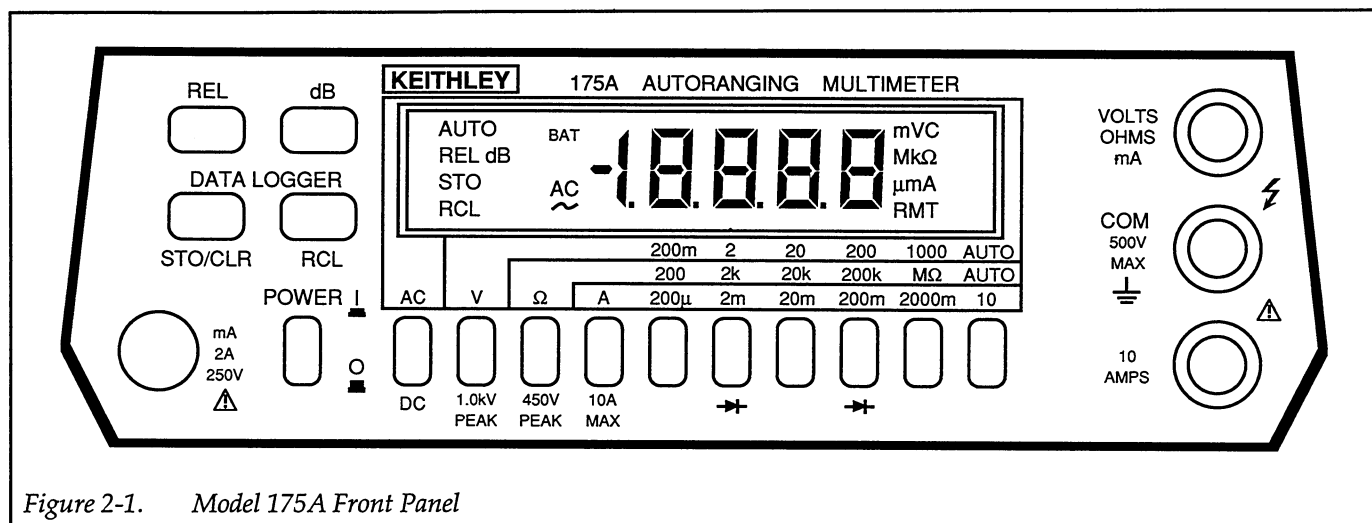 KEITHLEY 175A AUTORANGING MULTIMETER
REL dB
DATA LOGGER
STO/CLR RCL
AUTO
REL dB
STO
RCL
BAT
AC
-1.8.8.8.8
mVC
MkΩ
μmA
RMT
200m 2 20 200 1000 AUTO
200 2k 20k 200k MΩ AUTO
AC V Ω A 200μ 2m 20m 200m 2000m 10
POWER I
O
mA
2A
250V
DC
1.0kV
PEAK
450V
PEAK
10A
MAX
VOLTS
OHMS
mA
COM
500V
MAX
10
AMPS
Figure 2-1. Model 175A Front Panel